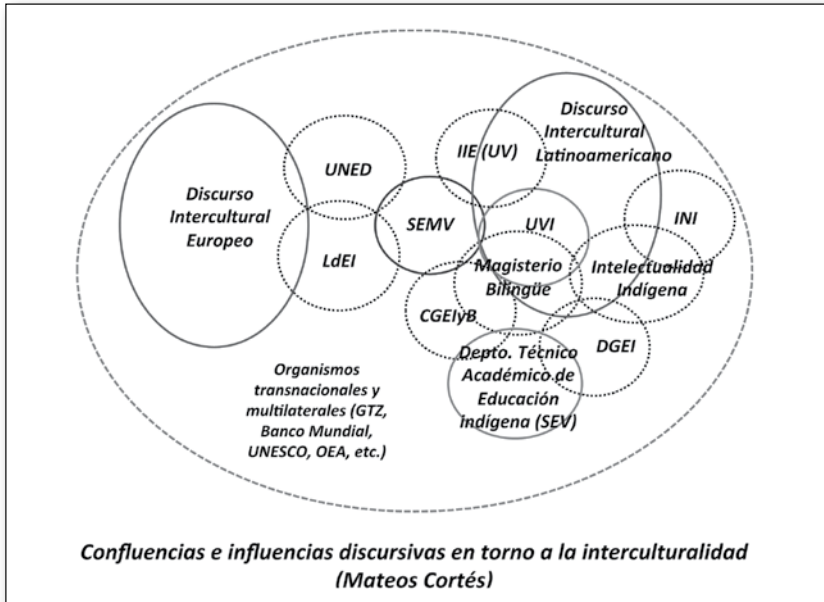 Discurso
Intercultural
Europeo
UNED
LdEI
SEMV
IIE (UV)
Discurso
Intercultural
Latinoamericano
UVI
INI
Magisterio
Bilingüe
Intelectualidad
Indígena
CGEIyB
DGEI
Depto. Técnico
Académico de
Educación
indígena (SEV)
Organismos
transnacionales y
multilaterales (GTZ,
Banco Mundial,
UNESCO, OEA, etc.)
Confluencias e influencias discursivas en torno a la interculturalidad
(Mateos Cortés)